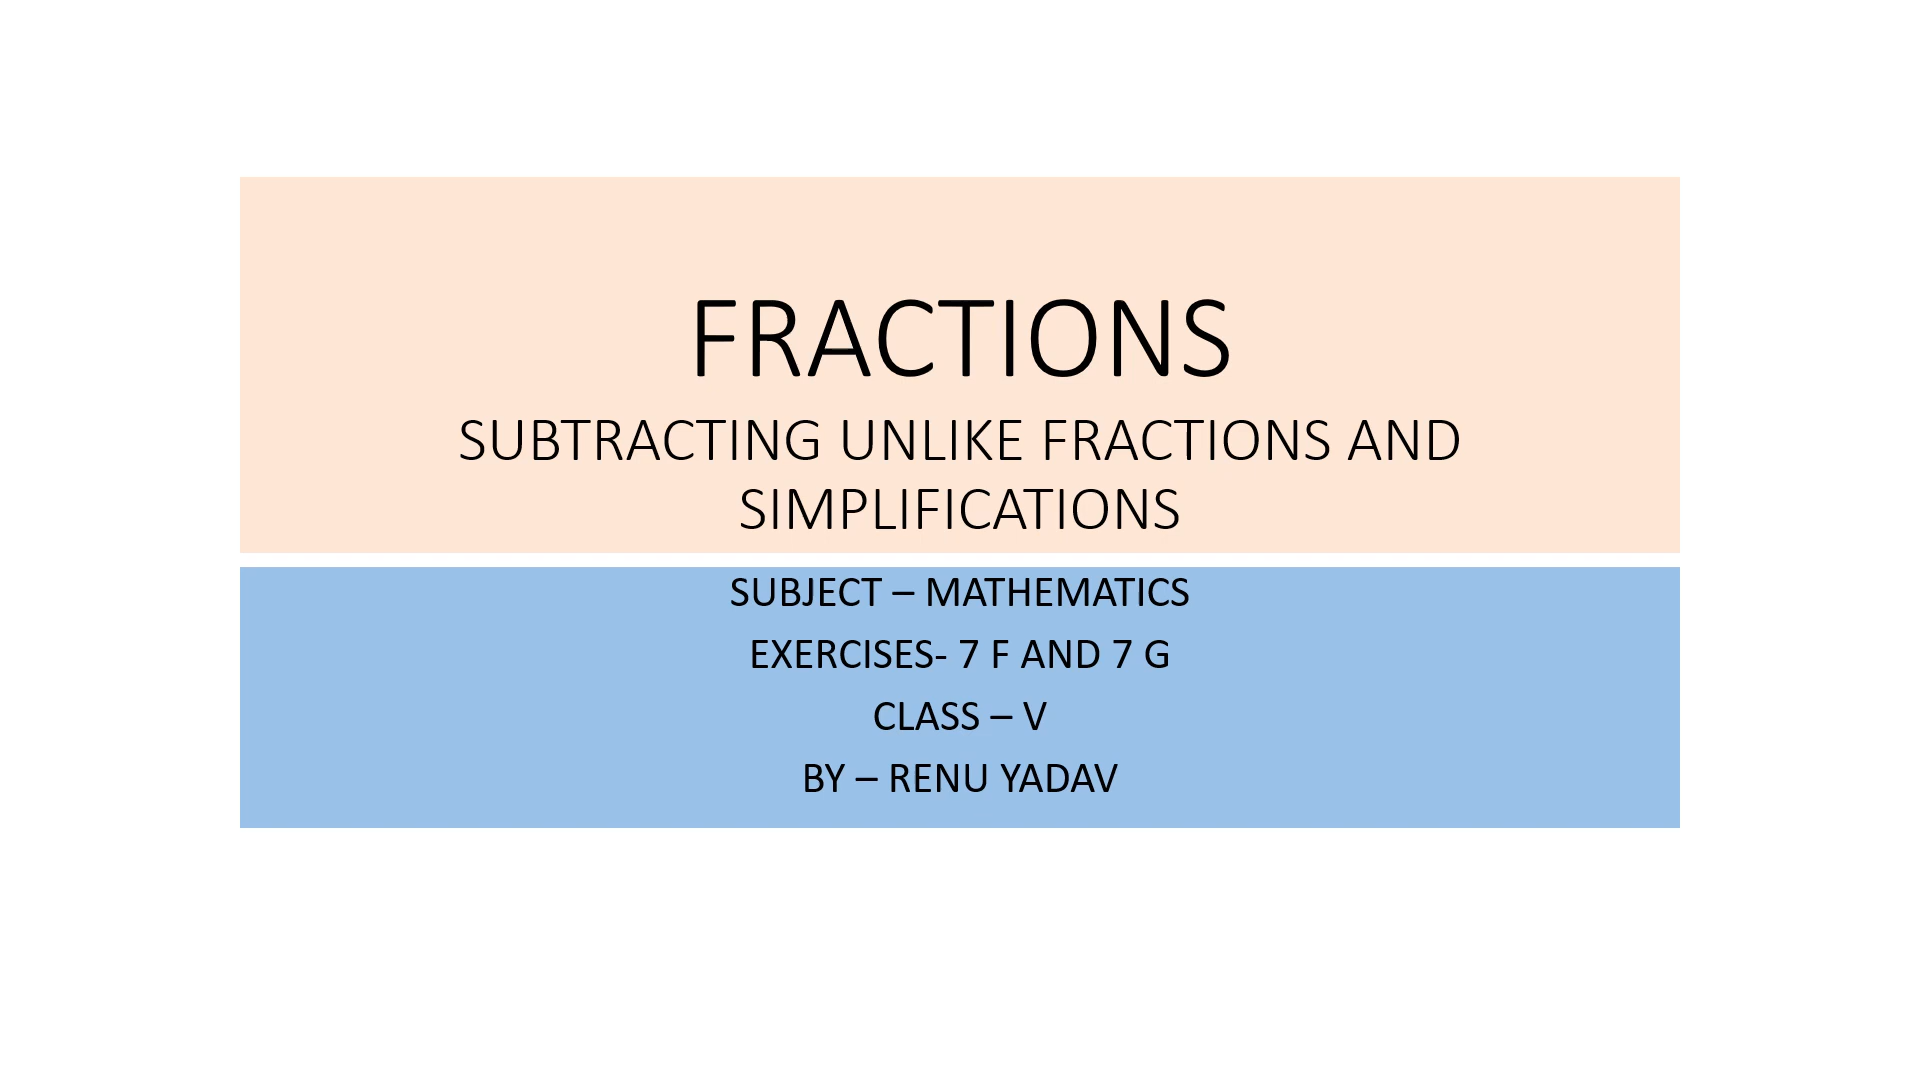 FRACTIONS
SUBTRACTING UNLIKE FRACTIONS AND
SIMPLIFICATIONS
SUBJECT – MATHEMATICS
EXERCISES- 7 F AND 7 G
CLASS – V
BY – RENU YADAV